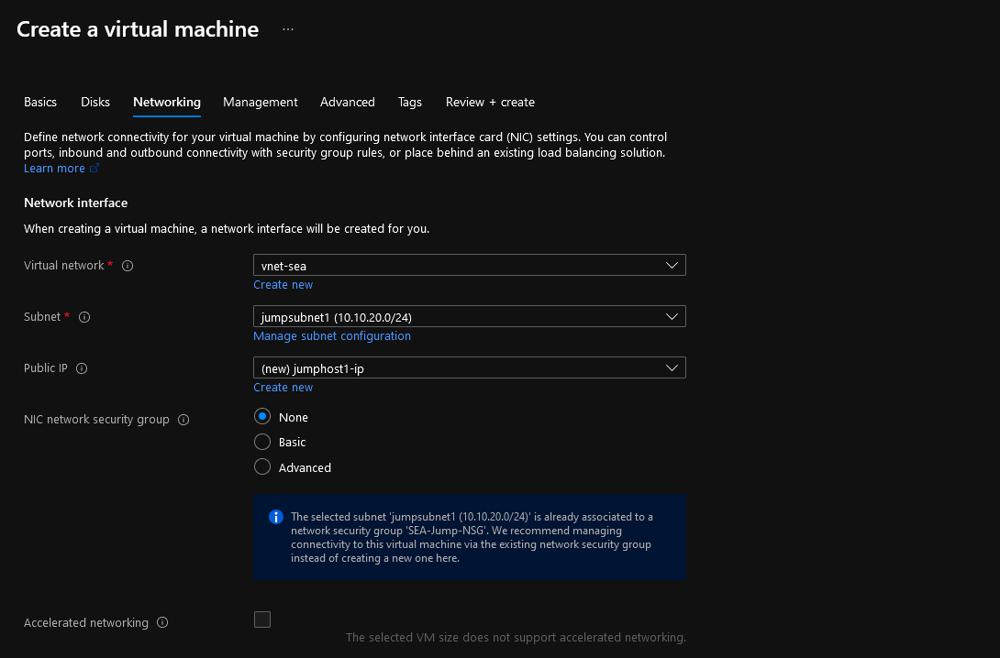 Create a virtual machine ...
Basics Disks Networking Management Advanced Tags Review + create
Define network connectivity for your virtual machine by configuring network interface card (NIC) settings. You can control
ports, inbound and outbound connectivity with security group rules, or place behind an existing load balancing solution.
Learn more
Network interface
When creating a virtual machine, a network interface will be created for you.
Virtual network * vnet-sea
Create new
Subnet * jumpsubnet1 (10.10.20.0/24)
Manage subnet configuration
Public IP (new) jumphost1-ip
Create new
NIC network security group None
Basic
Advanced
The selected subnet 'jumpsubnet1 (10.10.20.0/24)' is already associated to a
network security group 'SEA-Jump-NSG'. We recommend managing
connectivity to this virtual machine via the existing network security group
instead of creating a new one here.
Accelerated networking
The selected VM size does not support accelerated networking.